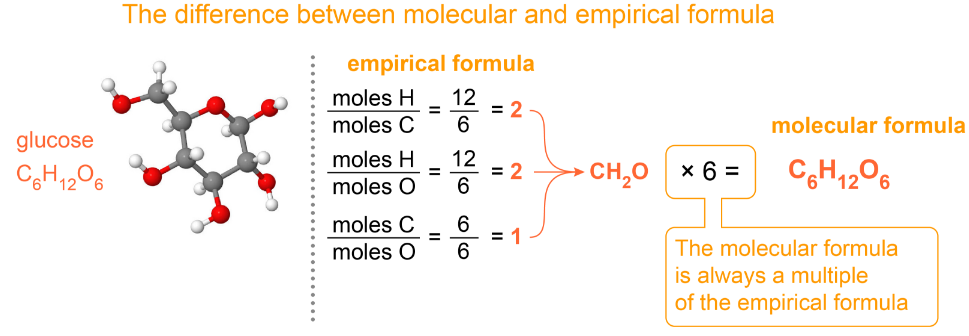 The difference between molecular and empirical formula
glucose
C₆H₁₂O₆
empirical formula
moles H / moles C = 12 / 6 = 2
moles H / moles O = 12 / 6 = 2
moles C / moles O = 6 / 6 = 1
CH₂O
× 6 =
molecular formula
C₆H₁₂O₆
The molecular formula
is always a multiple
of the empirical formula